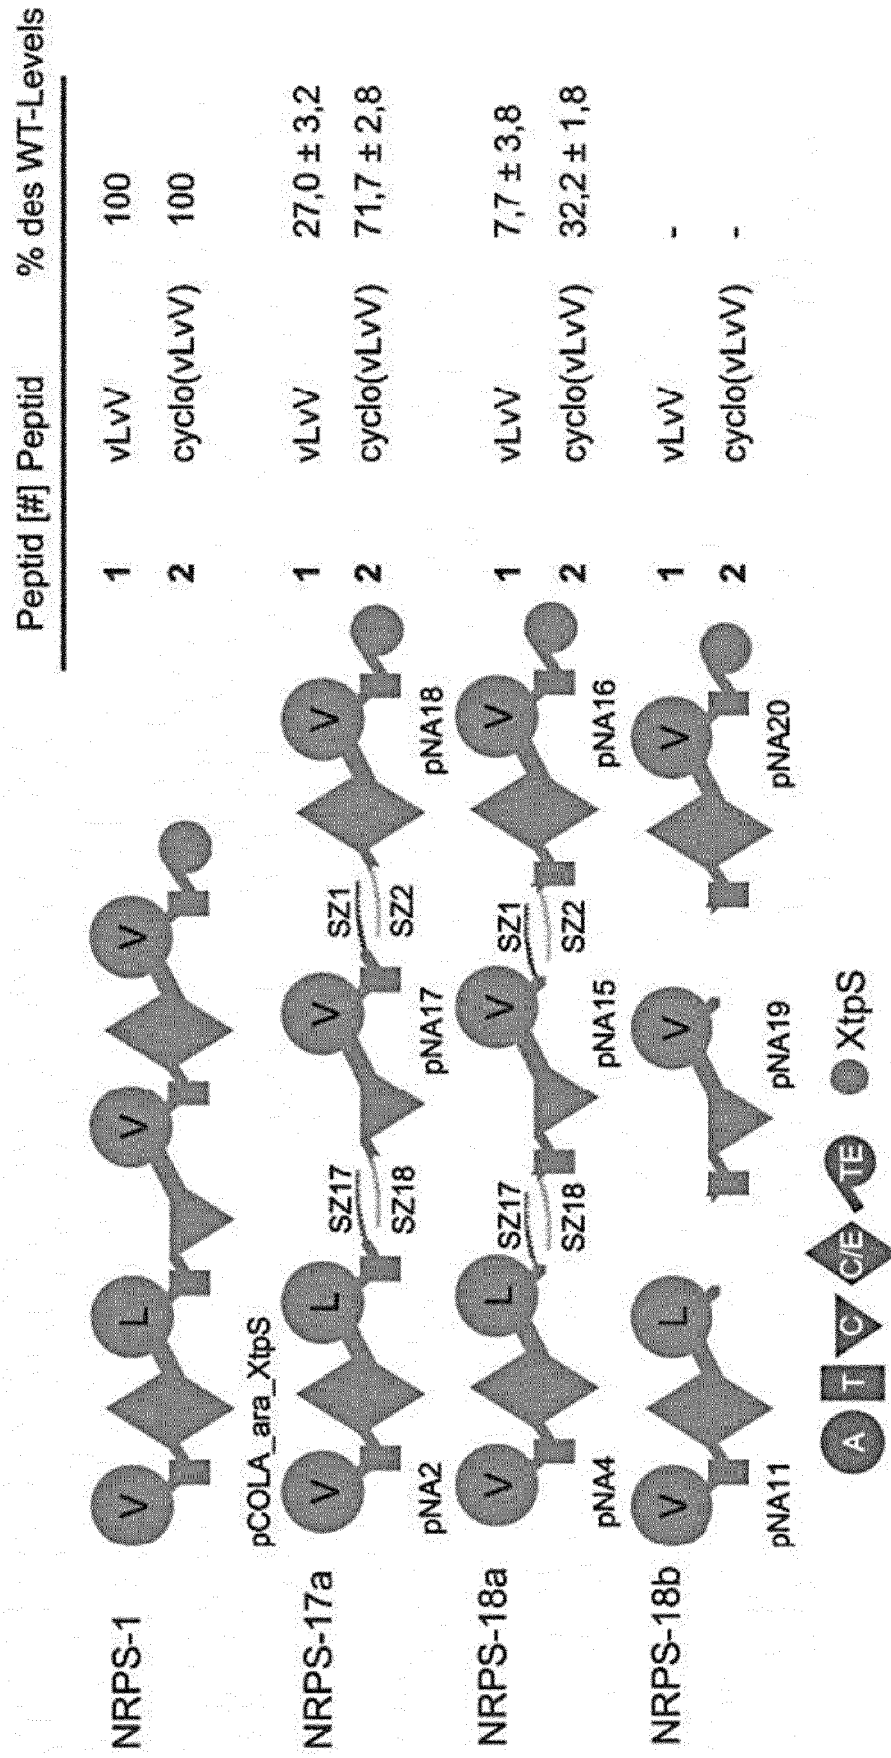 Peptid [#] Peptid % des WT-Levels
NRPS-1
V L V V
1 vLvV 100
2 cyclo(vLvV) 100
pCOLA_ara_XtpS
NRPS-17a
V L SZ17 V SZ1 V
SZ18 SZ2
1 vLvV 27,0 ± 3,2
2 cyclo(vLvV) 71,7 ± 2,8
pNA2 pNA17 pNA18
NRPS-18a
V L SZ17 V SZ1 V
SZ18 SZ2
1 vLvV 7,7 ± 3,8
2 cyclo(vLvV) 32,2 ± 1,8
pNA4 pNA15 pNA16
NRPS-18b
V L V V
1 vLvV -
2 cyclo(vLvV) -
pNA11 pNA19 pNA20
A T C C/E TE XtpS